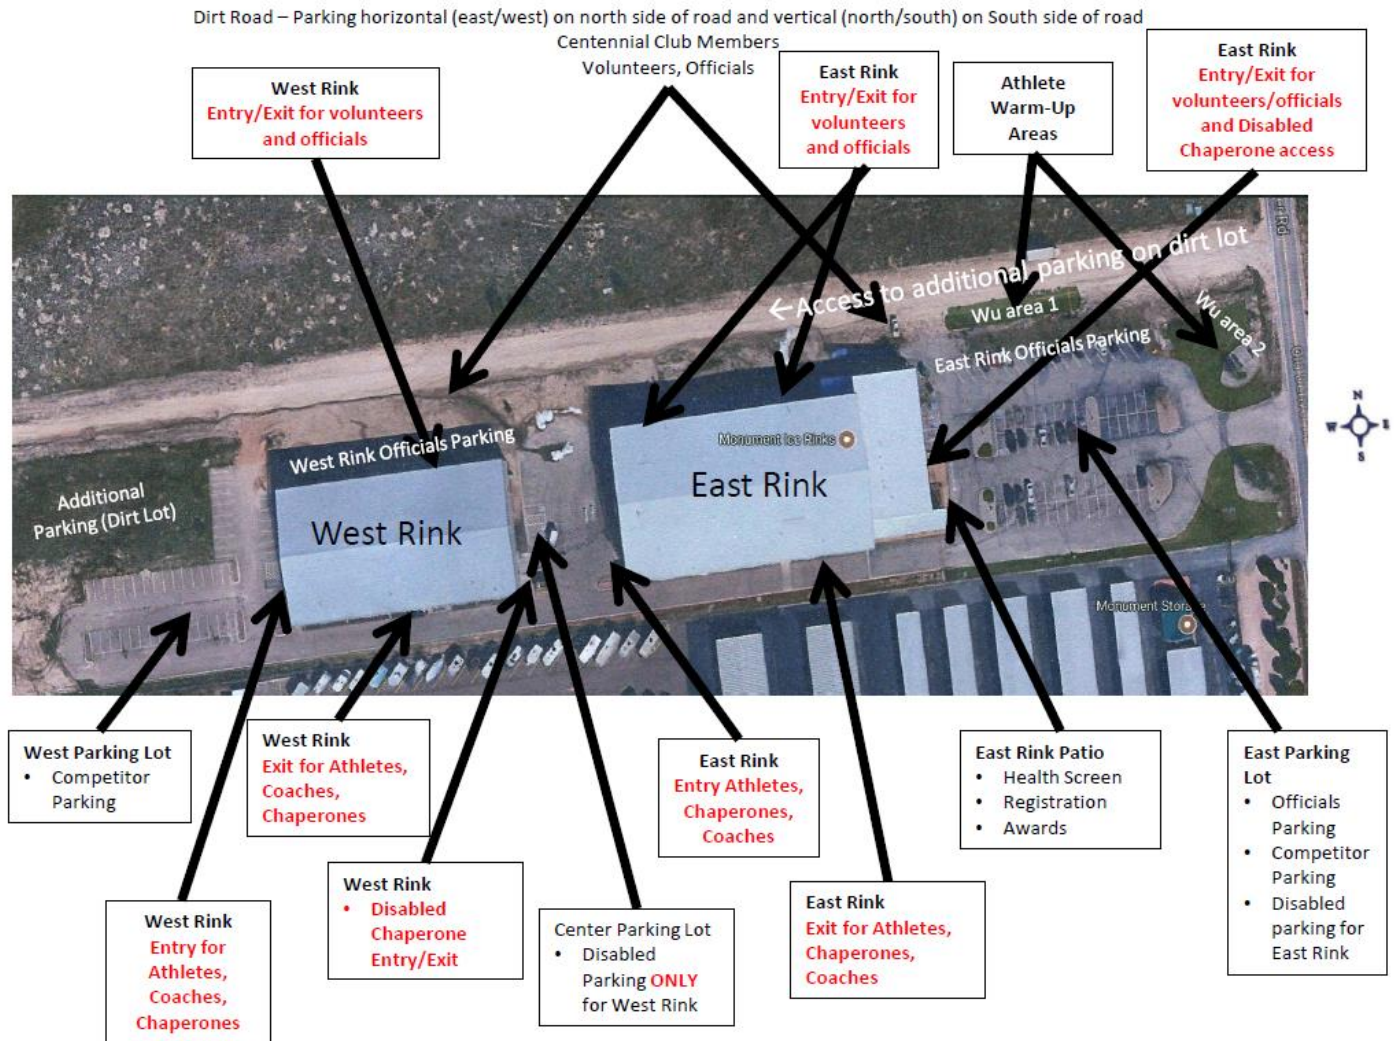 Dirt Road – Parking horizontal (east/west) on north side of road and vertical (north/south) on South side of road
Centennial Club Members
Volunteers, Officials
West Rink
Entry/Exit for volunteers
and officials
East Rink
Entry/Exit for
volunteers
and officials
Athlete
Warm-Up
Areas
East Rink
Entry/Exit for
volunteers/officials
and Disabled
Chaperone access
←Access to additional parking on dirt lot
Wu area 1
Wu area 2
East Rink Officials Parking
West Rink Officials Parking
Monument Ice Rinks
East Rink
West Rink
Additional
Parking (Dirt Lot)
Monument Storage
N
W
E
S
West Parking Lot
• Competitor
Parking
West Rink
Exit for Athletes,
Coaches,
Chaperones
East Rink
Entry Athletes,
Chaperones,
Coaches
East Rink Patio
• Health Screen
• Registration
• Awards
East Parking
Lot
• Officials
Parking
• Competitor
Parking
• Disabled
parking for
East Rink
West Rink
Entry for
Athletes,
Coaches,
Chaperones
West Rink
• Disabled
Chaperone
Entry/Exit
Center Parking Lot
• Disabled
Parking ONLY
for West Rink
East Rink
Exit for Athletes,
Chaperones,
Coaches